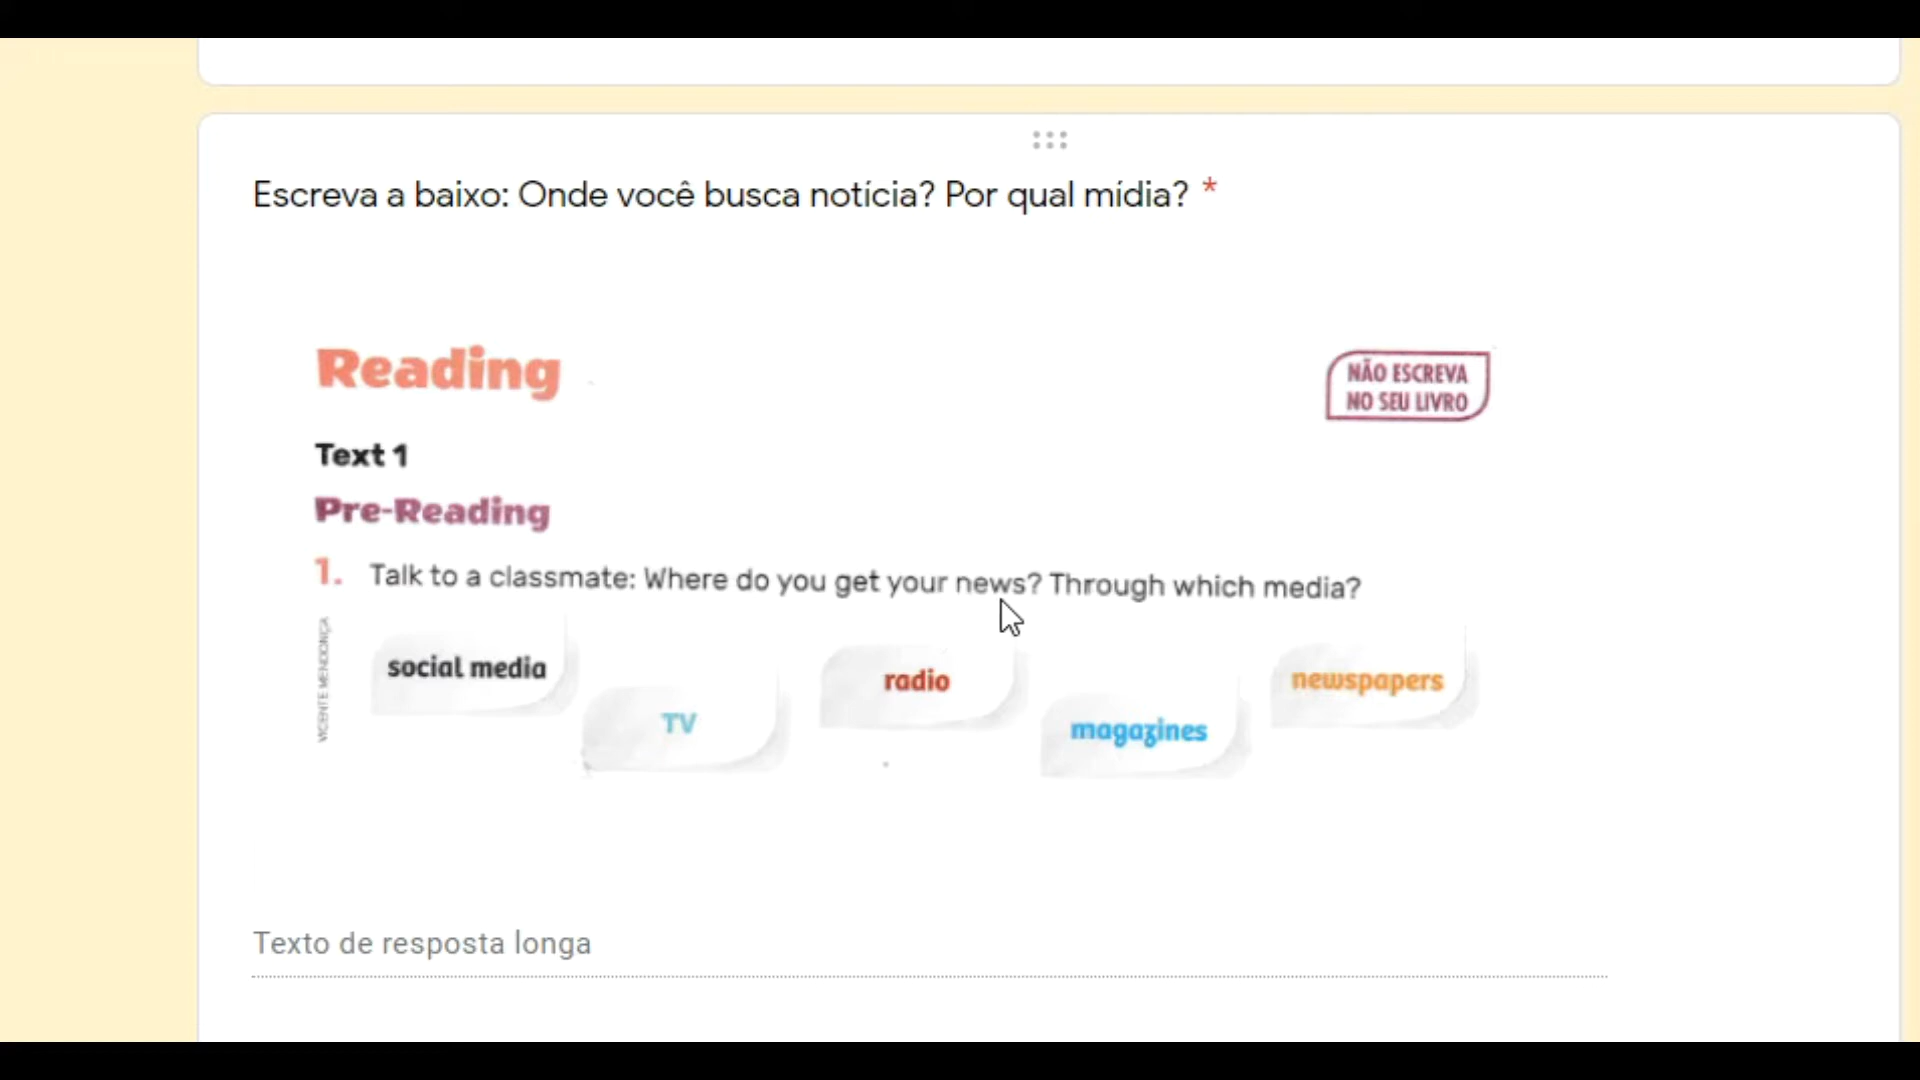 Escreva a baixo: Onde você busca notícia? Por qual mídia? *
Reading
NÃO ESCREVA
NO SEU LIVRO
Text 1
Pre-Reading
1. Talk to a classmate: Where do you get your news? Through which media?
VICENTE MENDONÇA
social media
TV
radio
magazines
newspapers
Texto de resposta longa